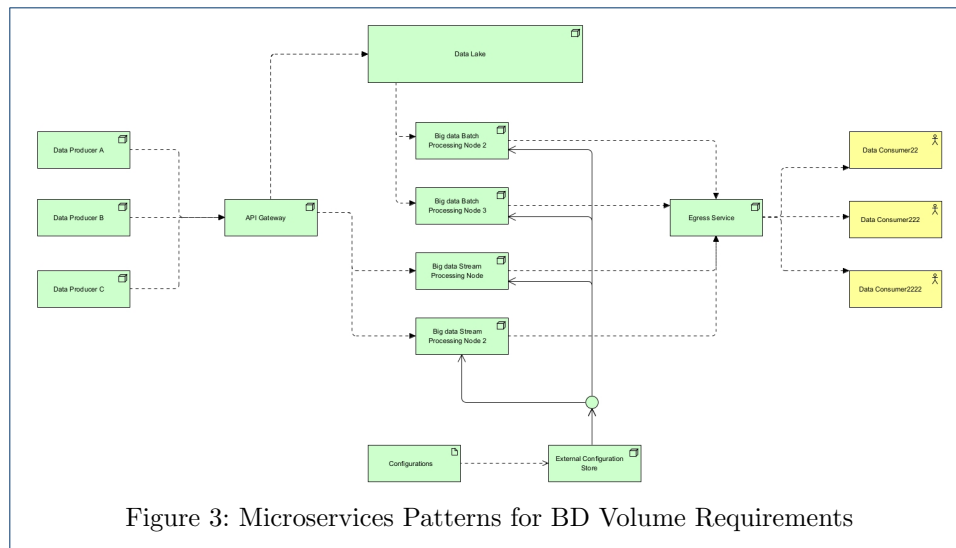 Data Lake
Data Producer A
Big data Batch
Processing Node 2
Data Consumer22
Data Producer B
API Gateway
Big data Batch
Processing Node 3
Egress Service
Data Consumer222
Data Producer C
Big data Stream
Processing Node
Data Consumer2222
Big data Stream
Processing Node 2
Configurations
External Configuration
Store
Figure 3: Microservices Patterns for BD Volume Requirements